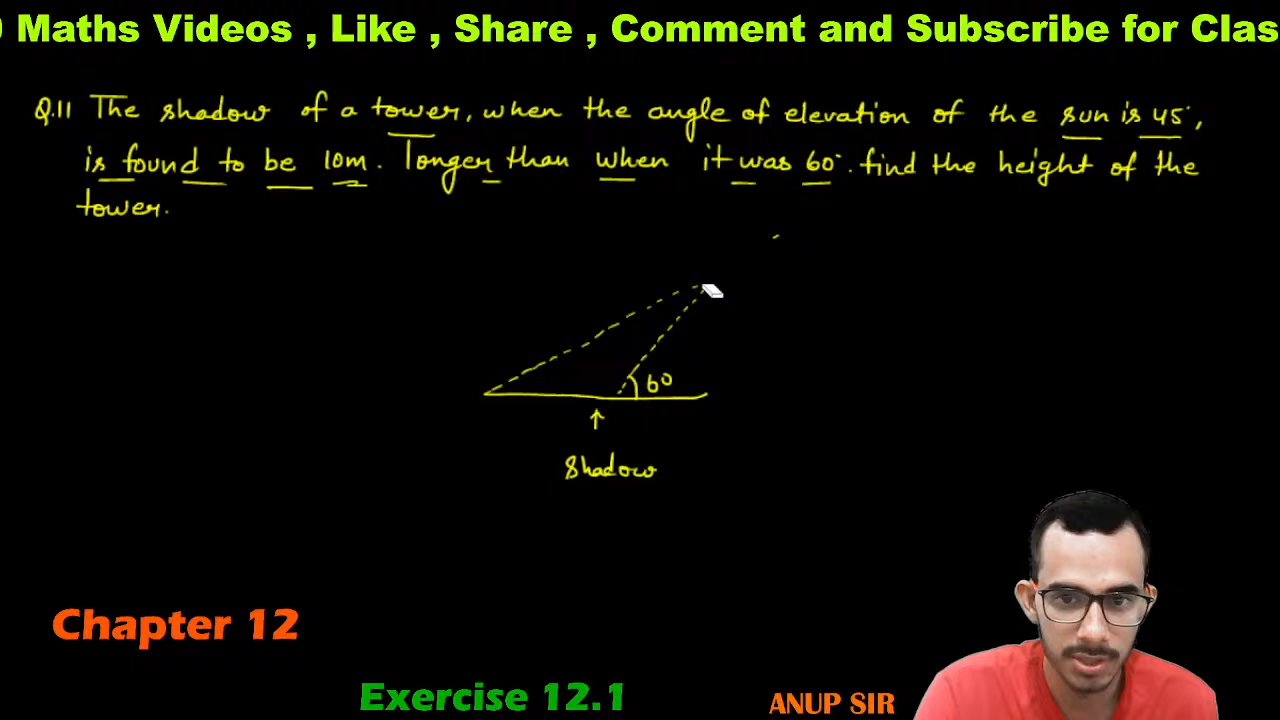 Maths Videos , Like , Share , Comment and Subscribe for Clas
Q.11 The shadow of a tower, when the angle of elevation of the sun is 45°,
is found to be 10m. Longer than when it was 60°. find the height of the
tower.
60
↑
Shadow
Chapter 12
Exercise 12.1
ANUP SIR